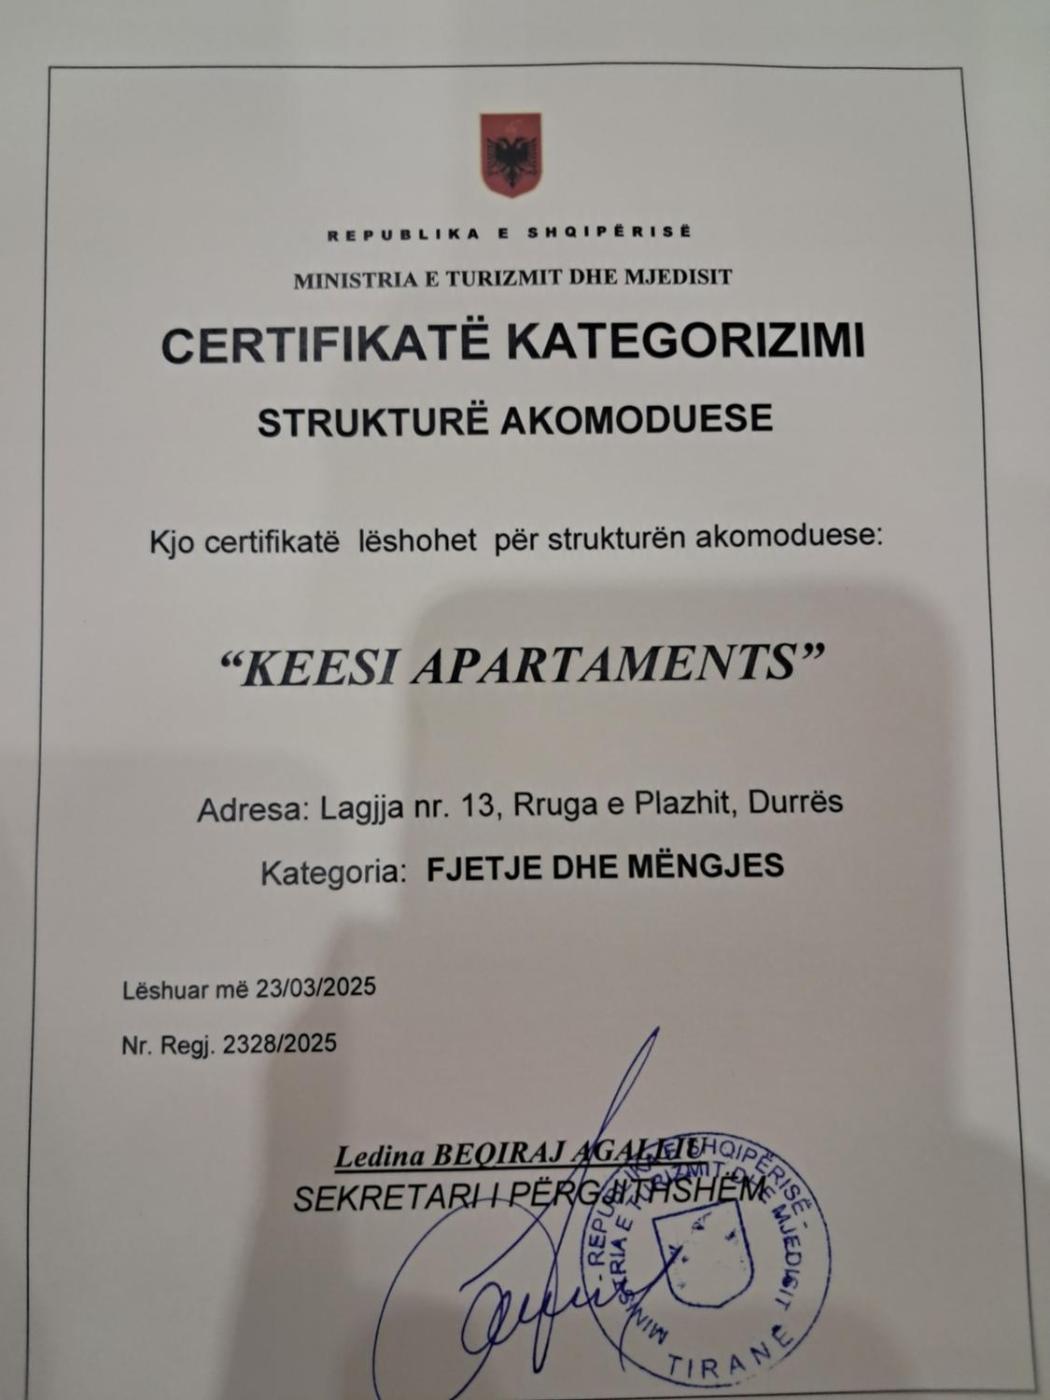 REPUBLIKA E SHQIPËRISË
MINISTRIA E TURIZMIT DHE MJEDISIT
CERTIFIKATË KATEGORIZIMI
STRUKTURË AKOMODUESE
Kjo certifikatë lëshohet për strukturën akomoduese:
“KEESI APARTAMENTS”
Adresa: Lagjja nr. 13, Rruga e Plazhit, Durrës
Kategoria: FJETJE DHE MËNGJES
Lëshuar më 23/03/2025
Nr. Regj. 2328/2025
Ledina BEQIRAJ AGALLIU
SEKRETARI I PËRGJITHSHËM
- REPUBLIKA E SHQIPËRISË -
MINISTRIA E TURIZMIT DHE MJEDISIT
TIRANË